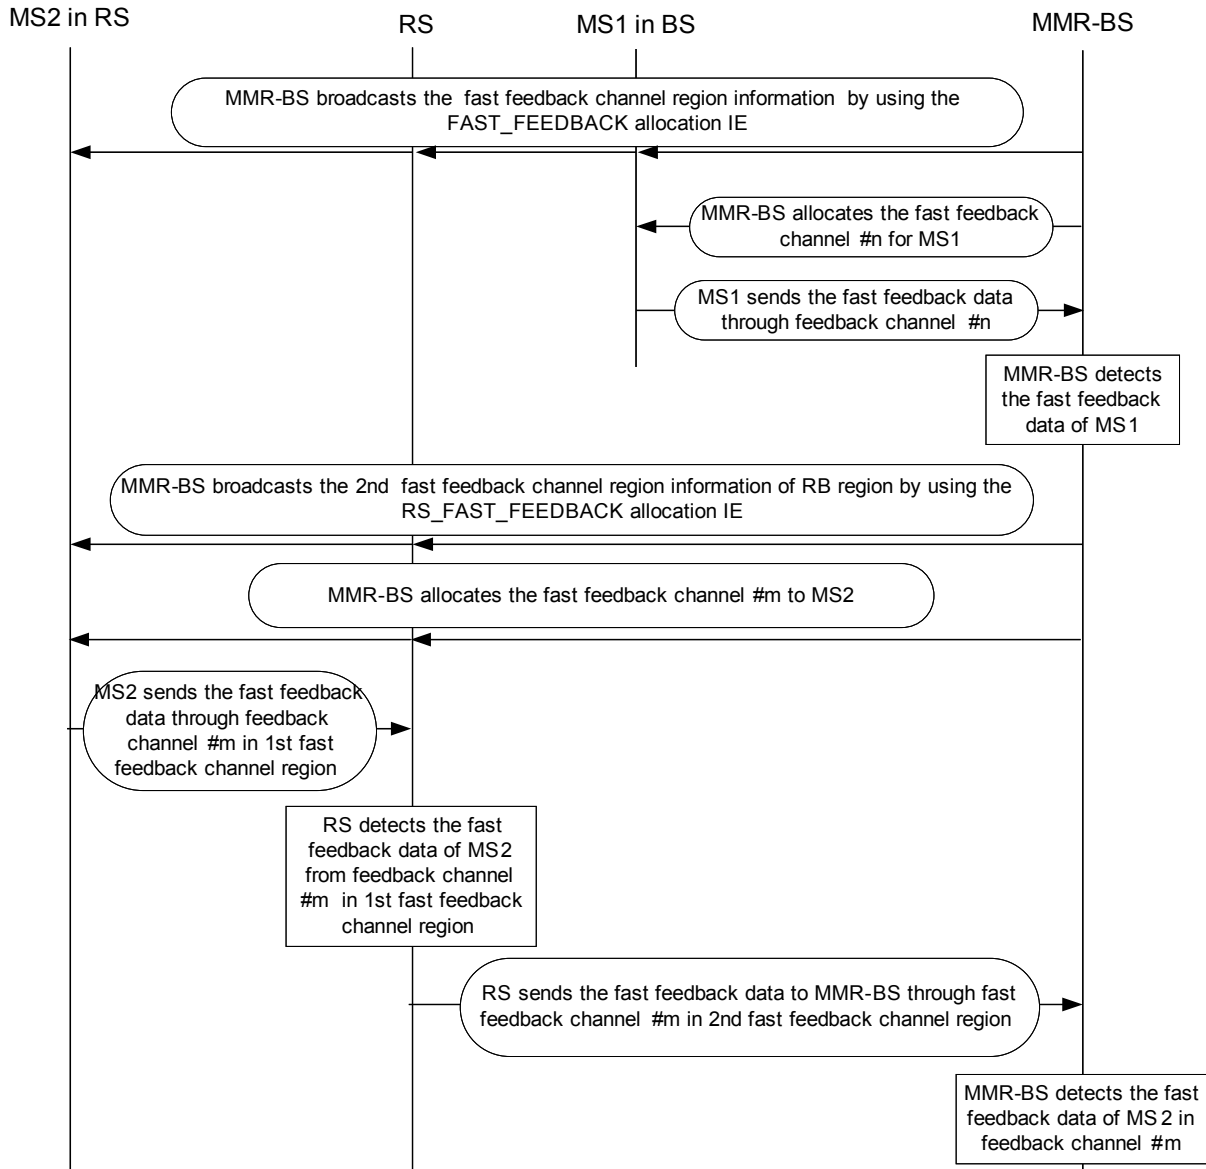 MS2 in RS
RS
MS1 in BS
MMR-BS
MMR-BS broadcasts the fast feedback channel region information by using the
FAST_FEEDBACK allocation IE
MMR-BS allocates the fast feedback
channel #n for MS1
MS1 sends the fast feedback data
through feedback channel #n
MMR-BS detects
the fast feedback
data of MS1
MMR-BS broadcasts the 2nd fast feedback channel region information of RB region by using the
RS_FAST_FEEDBACK allocation IE
MMR-BS allocates the fast feedback channel #m to MS2
MS2 sends the fast feedback
data through feedback
channel #m in 1st fast
feedback channel region
RS detects the fast
feedback data of MS2
from feedback channel
#m in 1st fast feedback
channel region
RS sends the fast feedback data to MMR-BS through fast
feedback channel #m in 2nd fast feedback channel region
MMR-BS detects the fast
feedback data of MS2 in
feedback channel #m